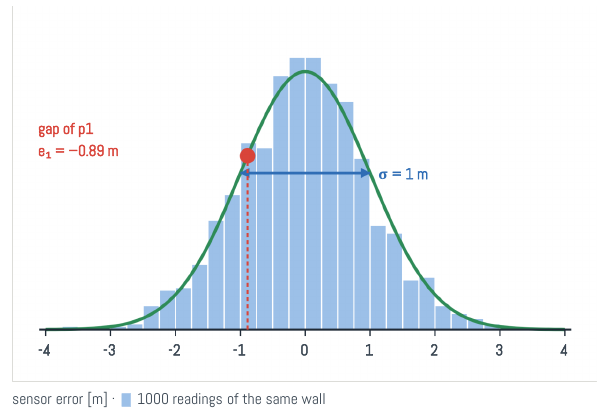 gap of p1
e₁ = −0.89 m
σ = 1 m
-4 -3 -2 -1 0 1 2 3 4
sensor error [m] · 1000 readings of the same wall